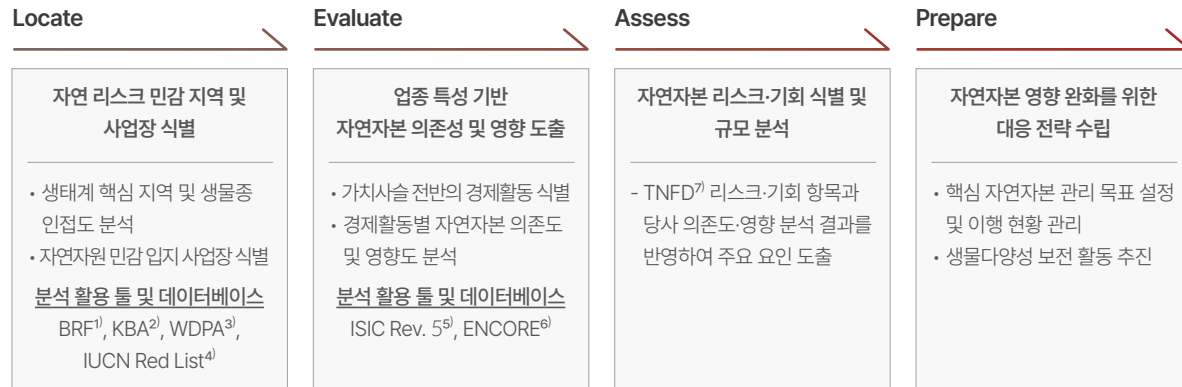 Locate
자연 리스크 민감 지역 및
사업장 식별
• 생태계 핵심 지역 및 생물종
인접도 분석
• 자연자원 민감 입지 사업장 식별
분석 활용 툴 및 데이터베이스
BRF¹⁾, KBA²⁾, WDPA³⁾,
IUCN Red List⁴⁾
Evaluate
업종 특성 기반
자연자본 의존성 및 영향 도출
• 가치사슬 전반의 경제활동 식별
• 경제활동별 자연자본 의존도
및 영향도 분석
분석 활용 툴 및 데이터베이스
ISIC Rev. 5⁵⁾, ENCORE⁶⁾
Assess
자연자본 리스크·기회 식별 및
규모 분석
- TNFD⁷⁾ 리스크·기회 항목과
당사 의존도·영향 분석 결과를
반영하여 주요 요인 도출
Prepare
자연자본 영향 완화를 위한
대응 전략 수립
• 핵심 자연자본 관리 목표 설정
및 이행 현황 관리
• 생물다양성 보전 활동 추진